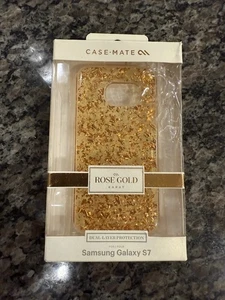 CASE-MATE
The
ROSE GOLD
DUAL-LAYER PROTECTION
Samsung Galaxy S7